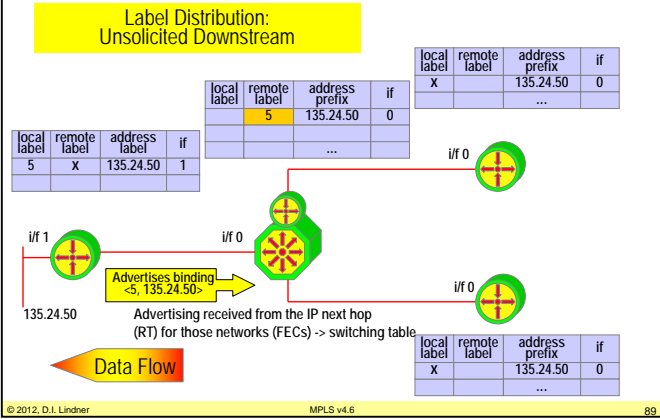 Label Distribution:
Unsolicited Downstream
local label remote label address prefix if
x 135.24.50 0
...
local label remote label address prefix if
5 135.24.50 0
...
local label remote label address label if
5 x 135.24.50 1
i/f 0
i/f 1
i/f 0
Advertises binding
<5, 135.24.50>
i/f 0
135.24.50
Advertising received from the IP next hop
(RT) for those networks (FECs) -> switching table
local label remote label address prefix if
x 135.24.50 0
...
Data Flow
© 2012, D.I. Lindner
MPLS v4.6
89